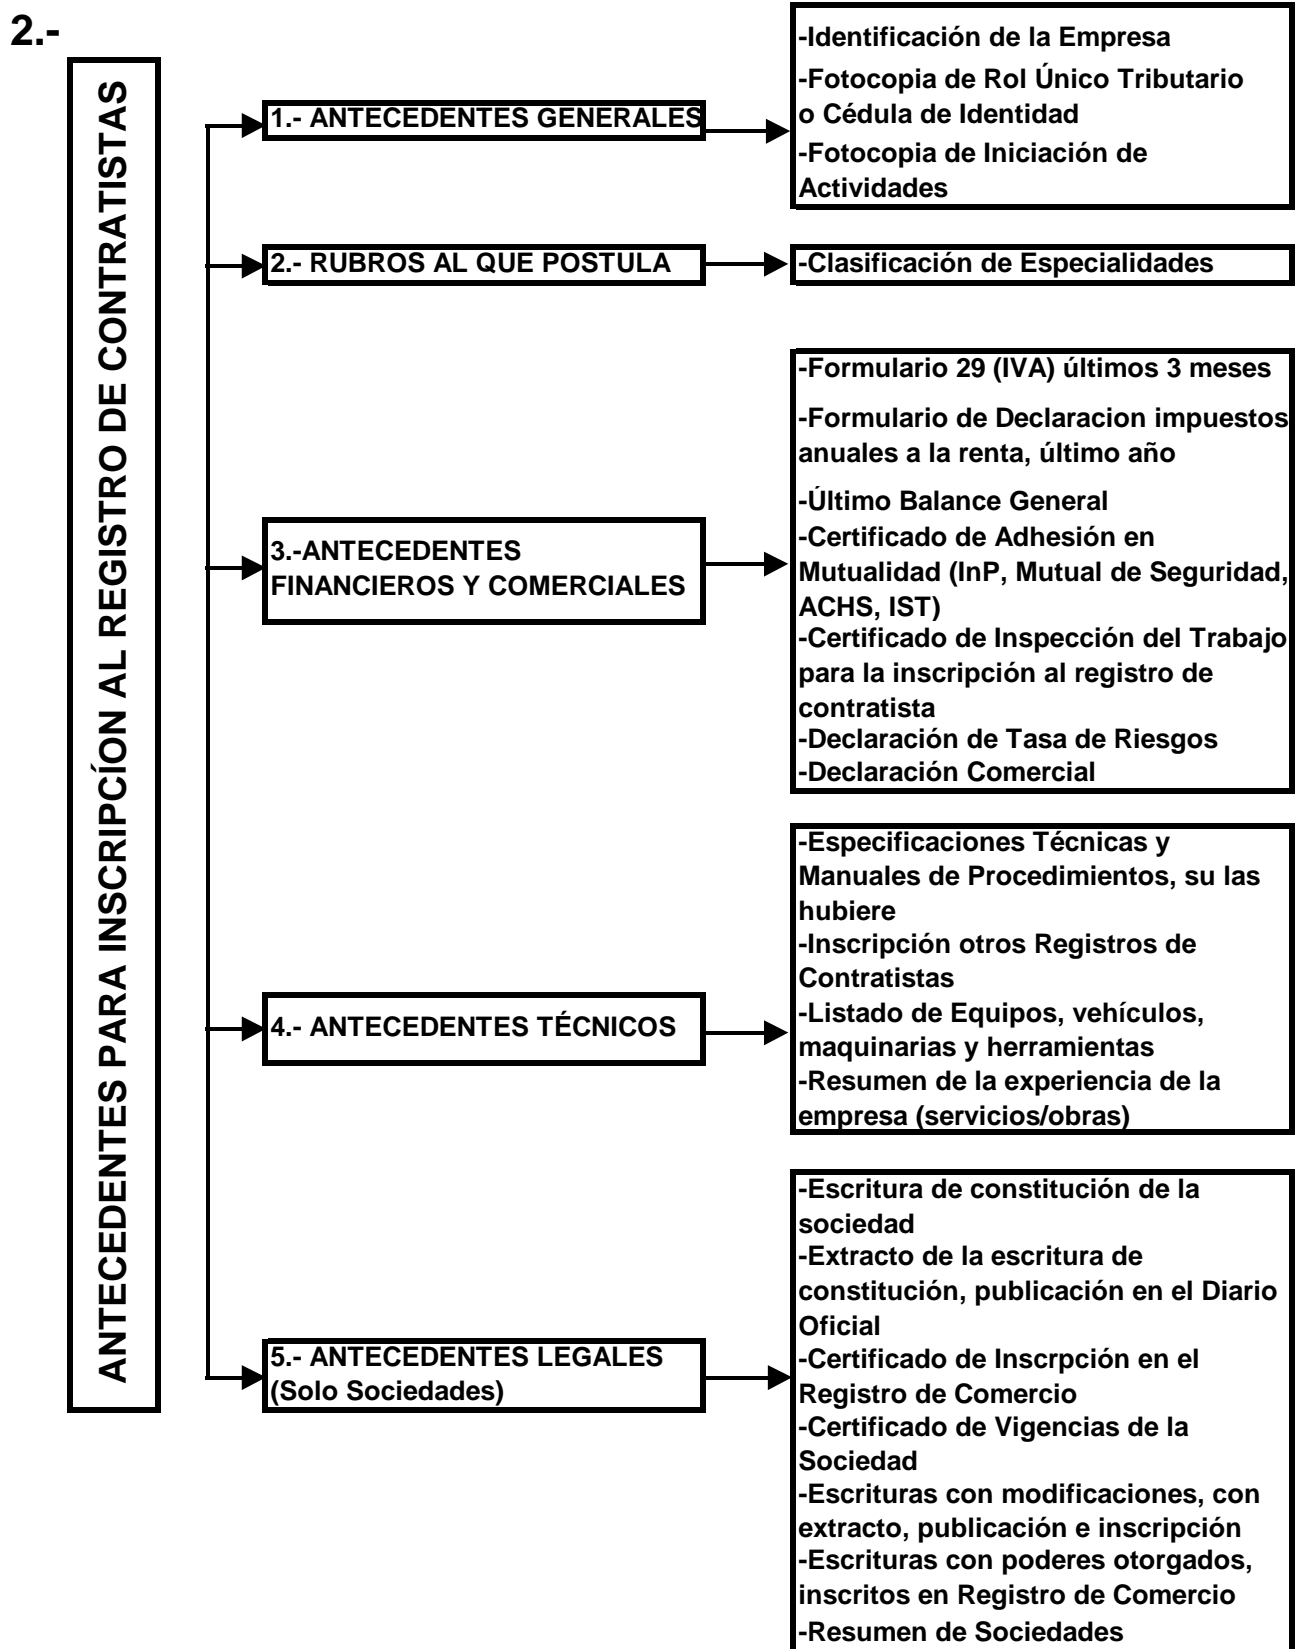 2.-
ANTECEDENTES PARA INSCRIPCÍON AL REGISTRO DE CONTRATISTAS
1.- ANTECEDENTES GENERALES
-Identificación de la Empresa
-Fotocopia de Rol Único Tributario
o Cédula de Identidad
-Fotocopia de Iniciación de
Actividades
2.- RUBROS AL QUE POSTULA
-Clasificación de Especialidades
3.-ANTECEDENTES
FINANCIEROS Y COMERCIALES
-Formulario 29 (IVA) últimos 3 meses
-Formulario de Declaracion impuestos
anuales a la renta, último año
-Último Balance General
-Certificado de Adhesión en
Mutualidad (InP, Mutual de Seguridad,
ACHS, IST)
-Certificado de Inspección del Trabajo
para la inscripción al registro de
contratista
-Declaración de Tasa de Riesgos
-Declaración Comercial
4.- ANTECEDENTES TÉCNICOS
-Especificaciones Técnicas y
Manuales de Procedimientos, su las
hubiere
-Inscripción otros Registros de
Contratistas
-Listado de Equipos, vehículos,
maquinarias y herramientas
-Resumen de la experiencia de la
empresa (servicios/obras)
5.- ANTECEDENTES LEGALES
(Solo Sociedades)
-Escritura de constitución de la
sociedad
-Extracto de la escritura de
constitución, publicación en el Diario
Oficial
-Certificado de Inscrpción en el
Registro de Comercio
-Certificado de Vigencias de la
Sociedad
-Escrituras con modificaciones, con
extracto, publicación e inscripción
-Escrituras con poderes otorgados,
inscritos en Registro de Comercio
-Resumen de Sociedades